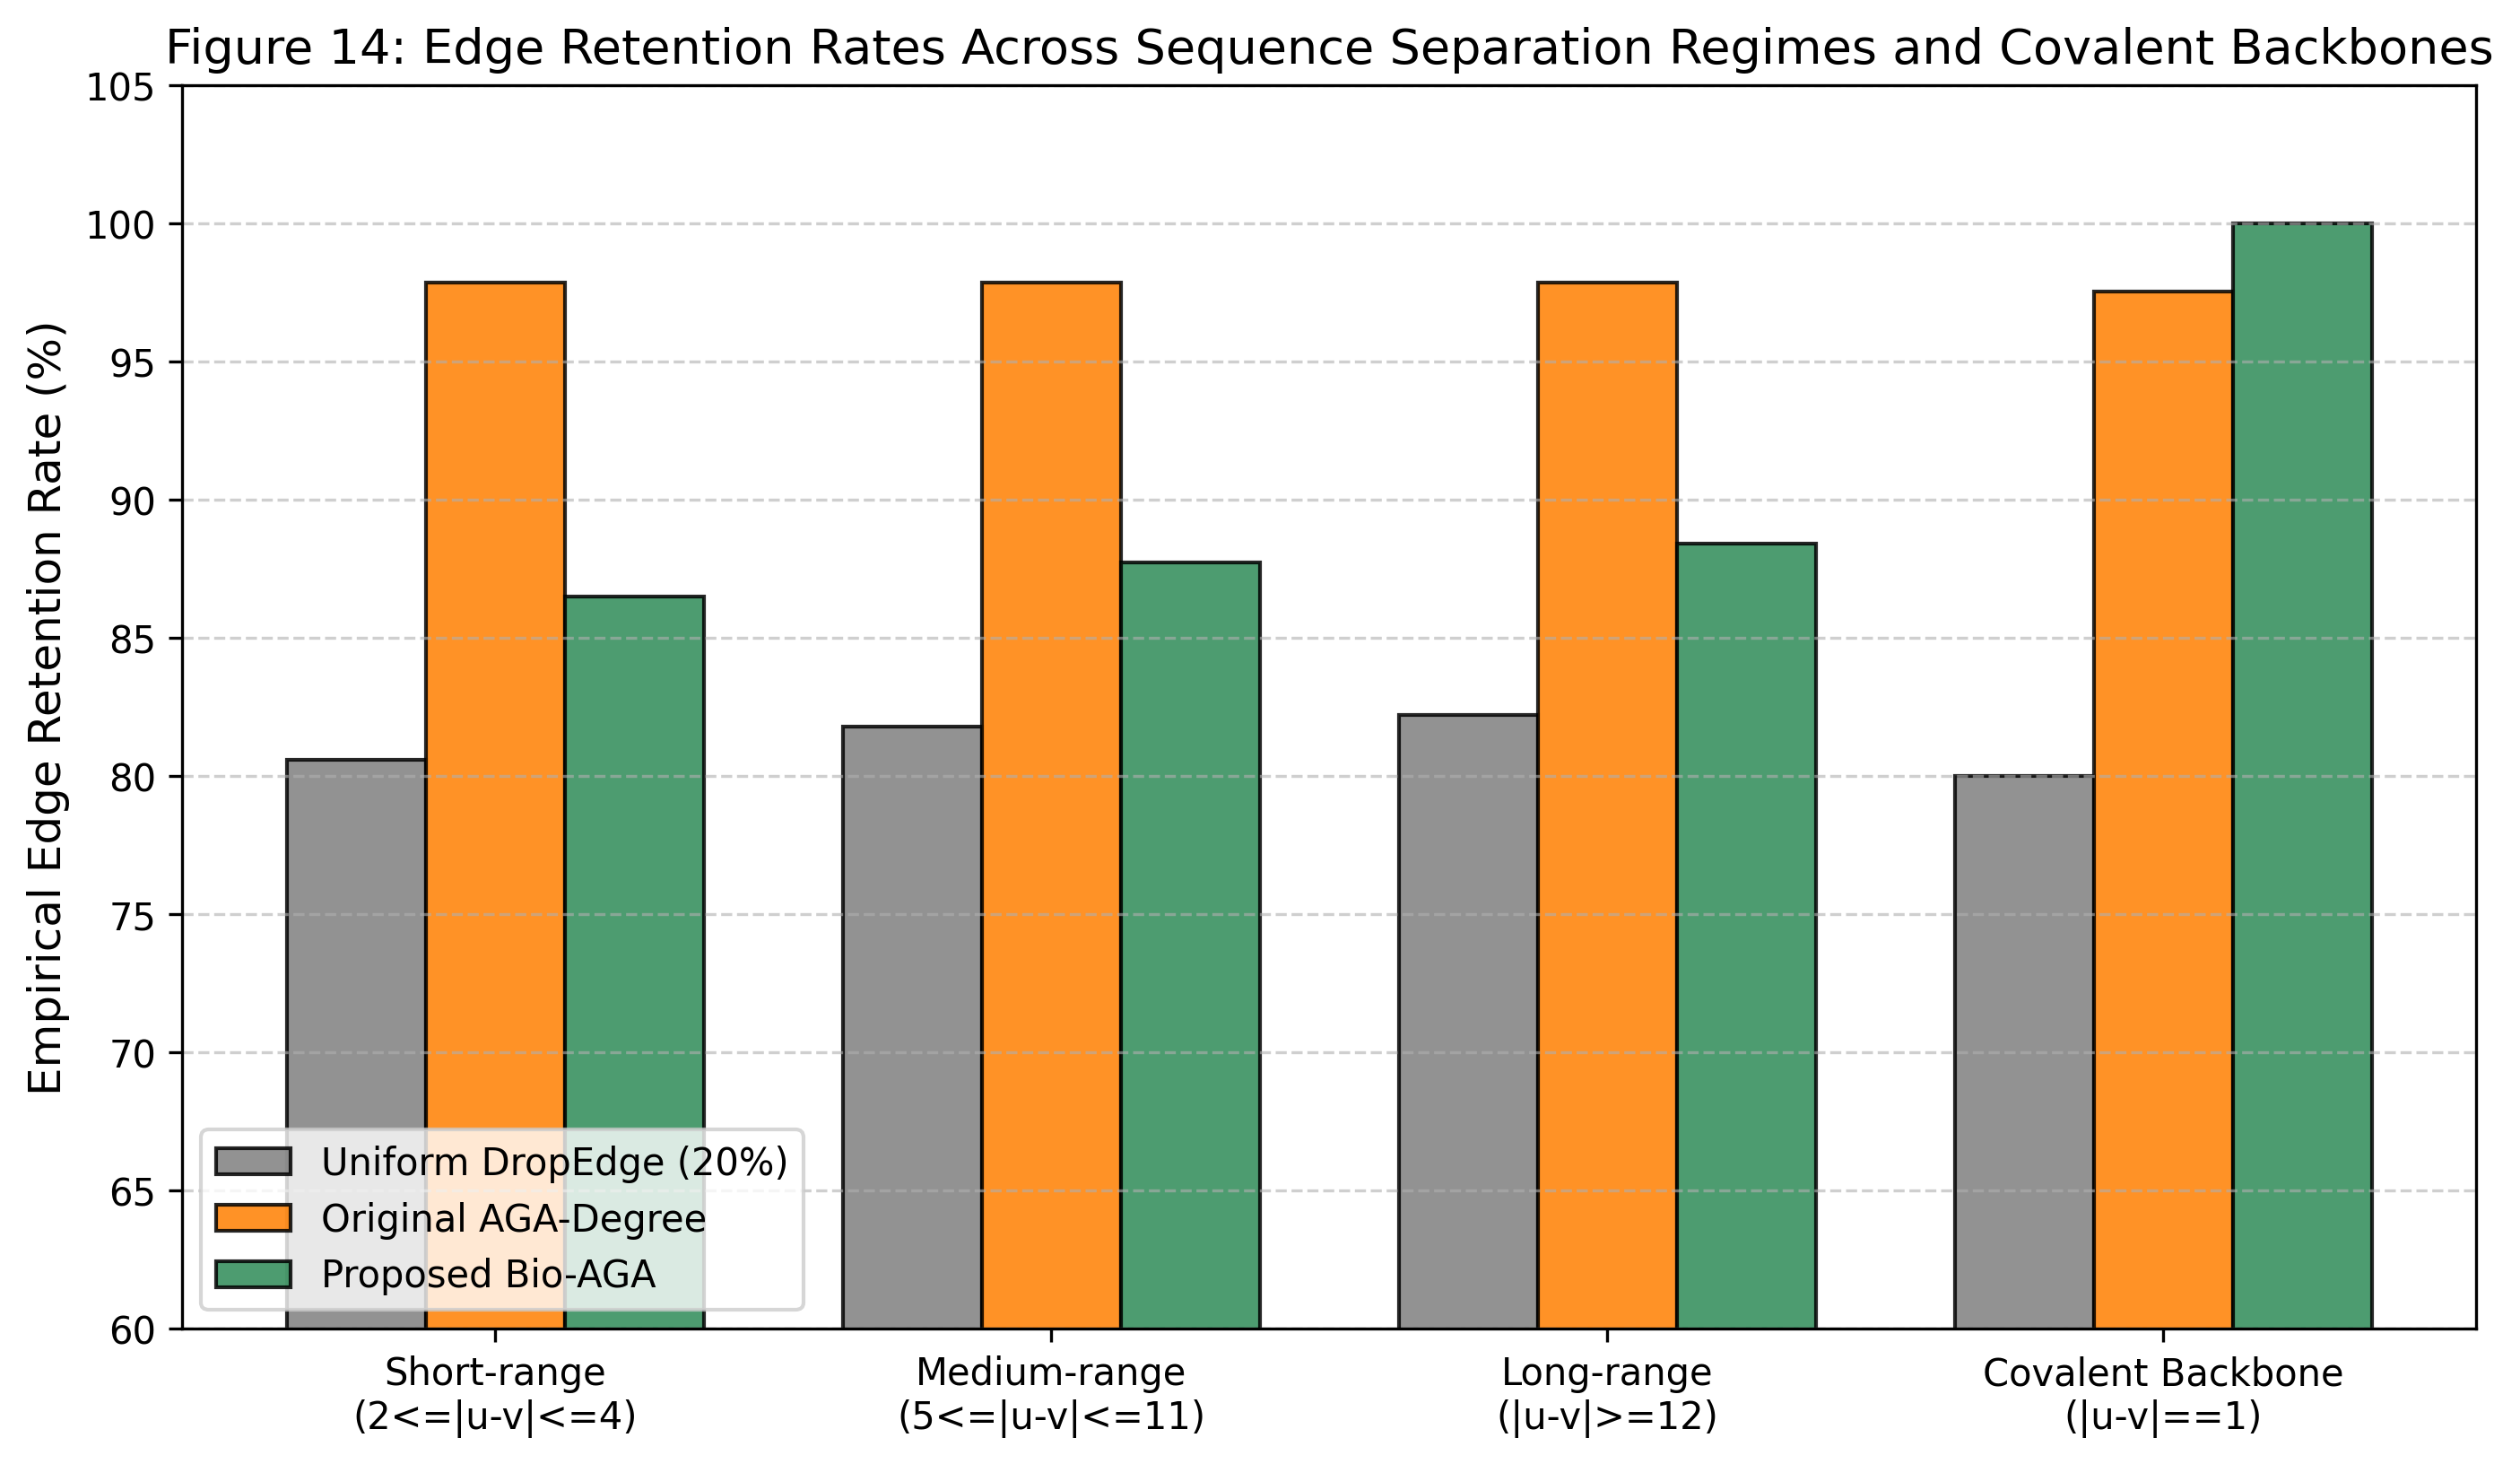 Figure 14: Edge Retention Rates Across Sequence Separation Regimes and Covalent Backbones
Empirical Edge Retention Rate (%)
105
100
95
90
85
80
75
70
65
60
Uniform DropEdge (20%)
Original AGA-Degree
Proposed Bio-AGA
Short-range
(2<=|u-v|<=4)
Medium-range
(5<=|u-v|<=11)
Long-range
(|u-v|>=12)
Covalent Backbone
(|u-v|==1)